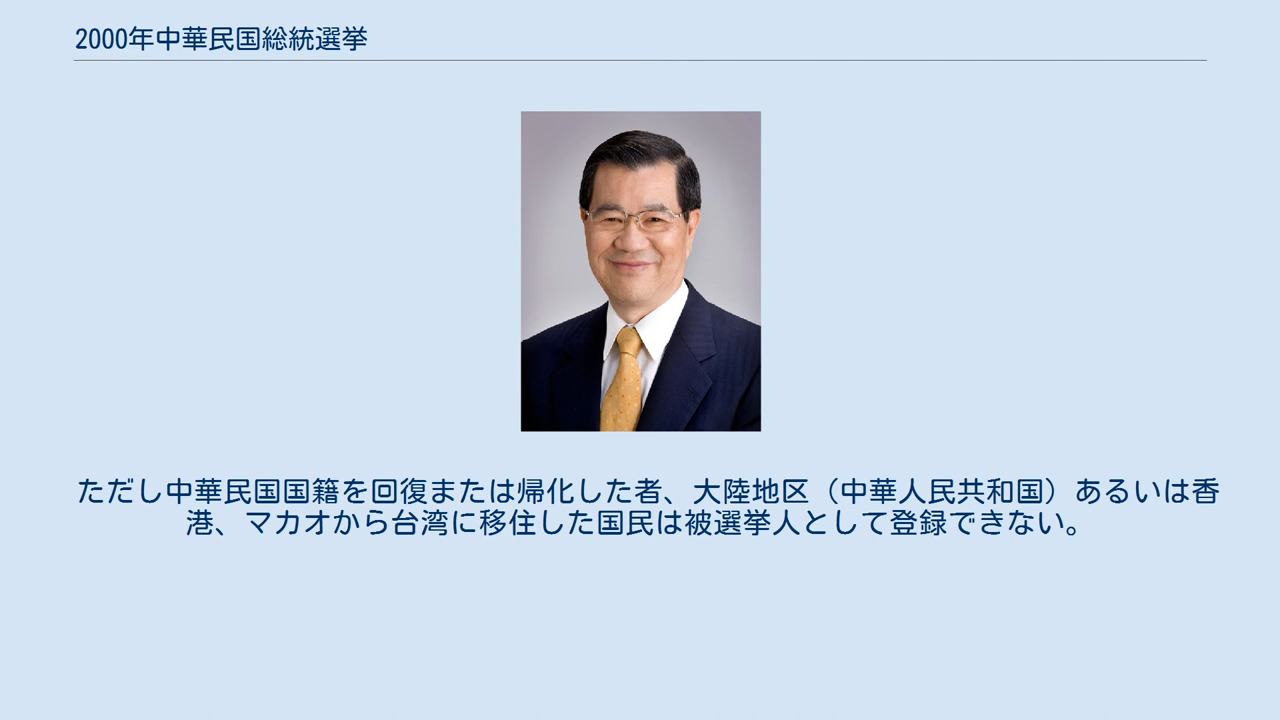 2000年中華民国総統選挙
ただし中華民国国籍を回復または帰化した者、大陸地区（中華人民共和国）あるいは香
港、マカオから台湾に移住した国民は被選挙人として登録できない。